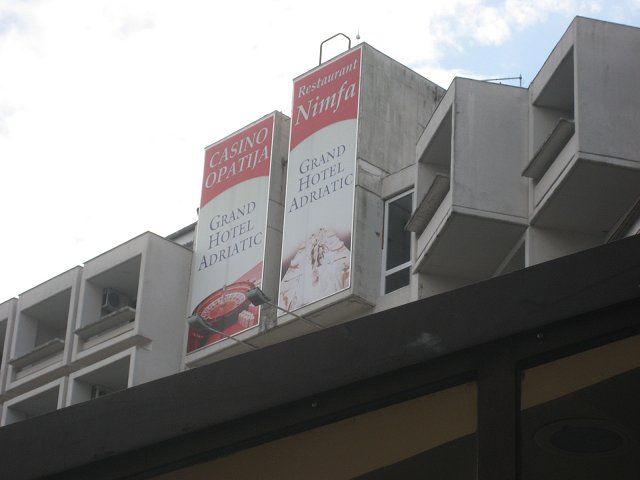 CASINO
OPATIJA
GRAND
HOTEL
ADRIATIC
Restaurant
Nimfa
GRAND
HOTEL
ADRIATIC